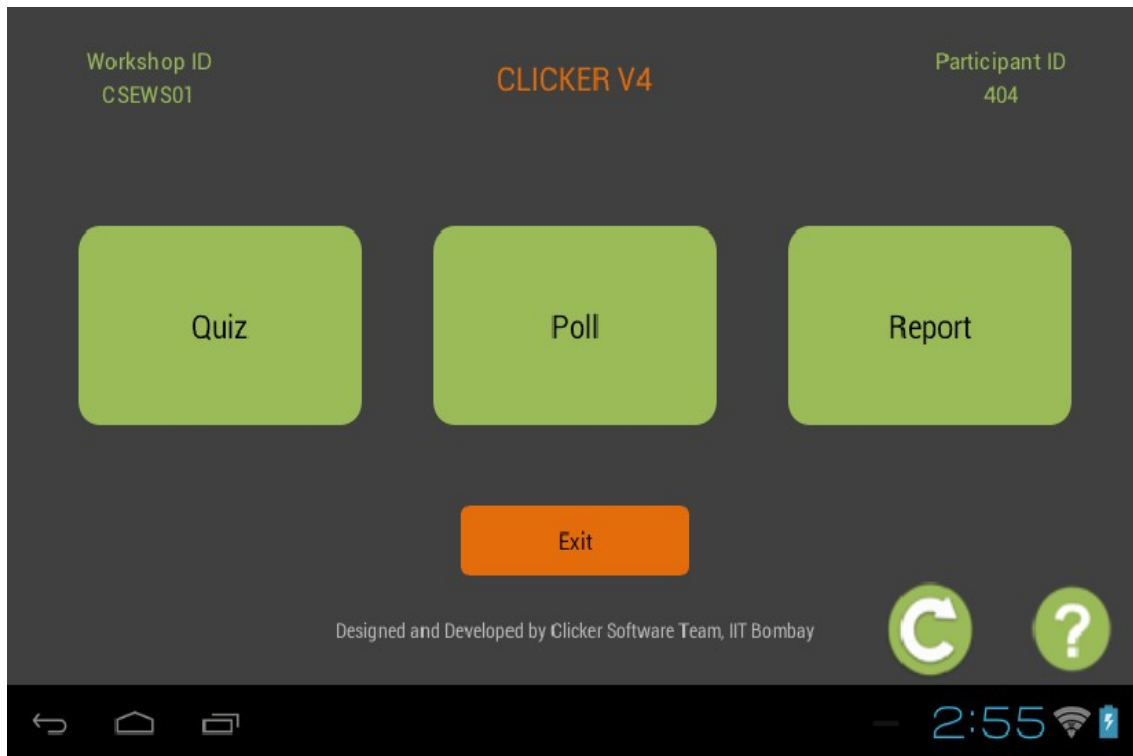 Workshop ID
CSEWS01
CLICKER V4
Participant ID
404
Quiz
Poll
Report
Exit
Designed and Developed by Clicker Software Team, IIT Bombay
?
2:55